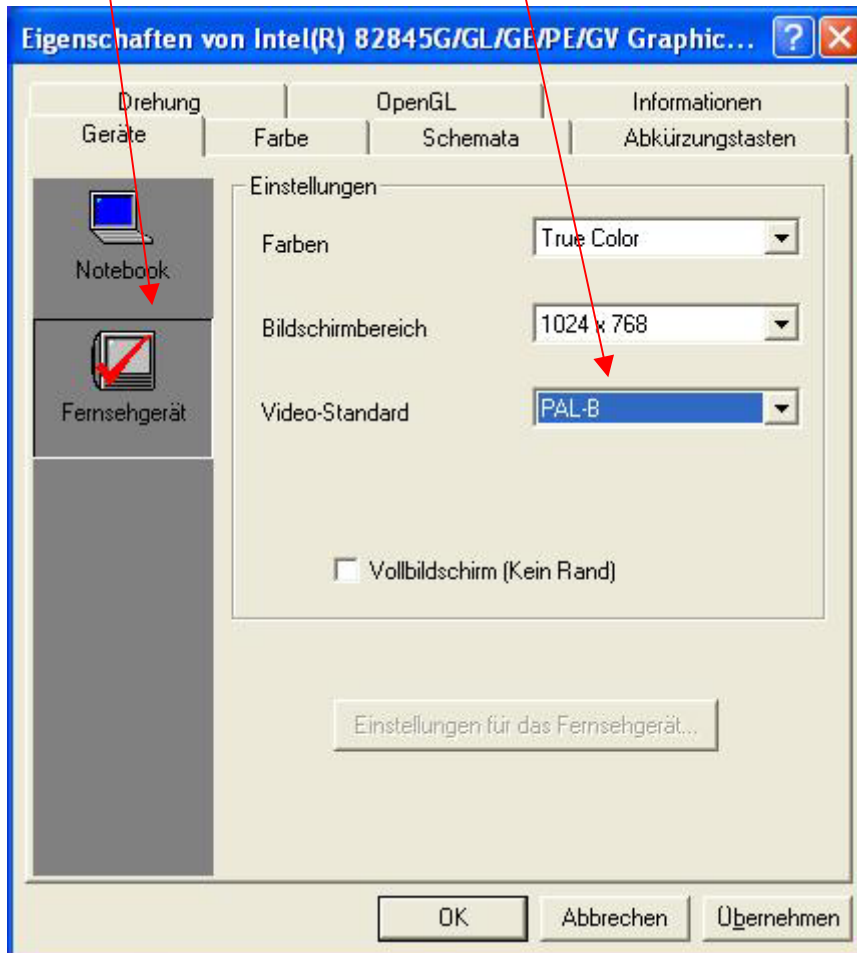 Eigenschaften von Intel(R) 82845G/GL/GE/PE/GV Graphic...
Drehung OpenGL Informationen
Geräte Farbe Schemata Abkürzungstasten
Notebook
Fernsehgerät
Einstellungen
Farben True Color
Bildschirmbereich 1024 x 768
Video-Standard PAL-B
Vollbildschirm (Kein Rand)
Einstellungen für das Fernsehgerät...
OK Abbrechen Übernehmen